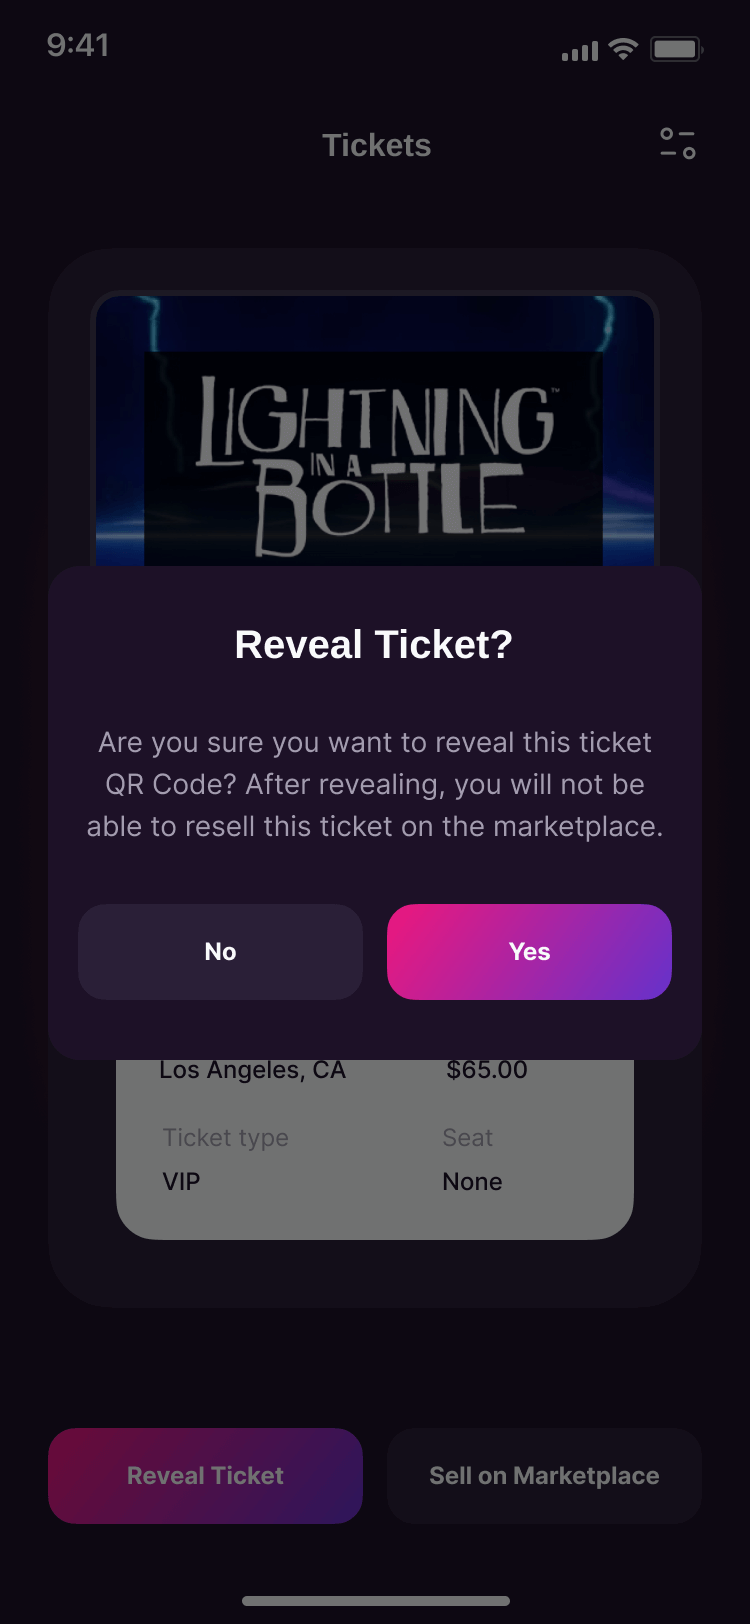 9:41
Tickets
LIGHTNING™
IN A
BOTTLE
Reveal Ticket?
Are you sure you want to reveal this ticket
QR Code? After revealing, you will not be
able to resell this ticket on the marketplace.
No Yes
Los Angeles, CA $65.00
Ticket type Seat
VIP None
Reveal Ticket Sell on Marketplace